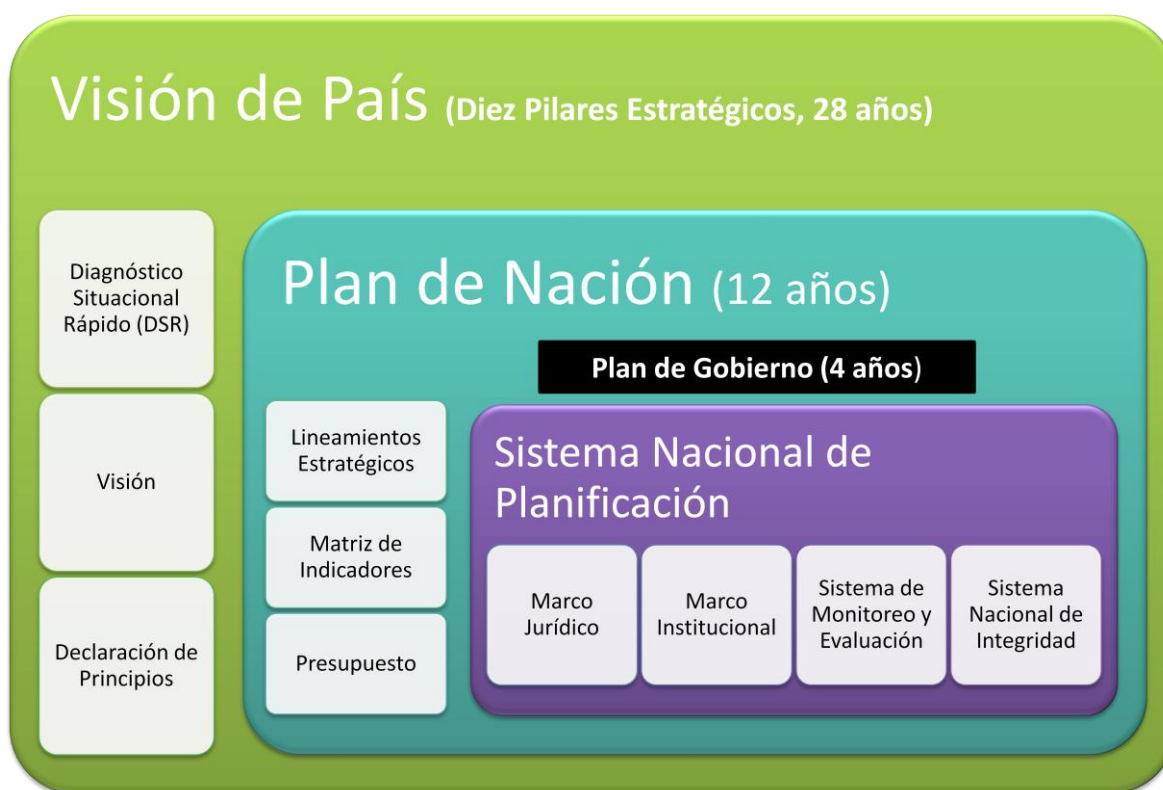 Visión de País (Diez Pilares Estratégicos, 28 años)
Diagnóstico
Situacional
Rápido (DSR)
Visión
Declaración de
Principios
Plan de Nación (12 años)
Plan de Gobierno (4 años)
Lineamientos
Estratégicos
Matriz de
Indicadores
Presupuesto
Sistema Nacional de
Planificación
Marco
Jurídico
Marco
Institucional
Sistema de
Monitoreo y
Evaluación
Sistema
Nacional de
Integridad